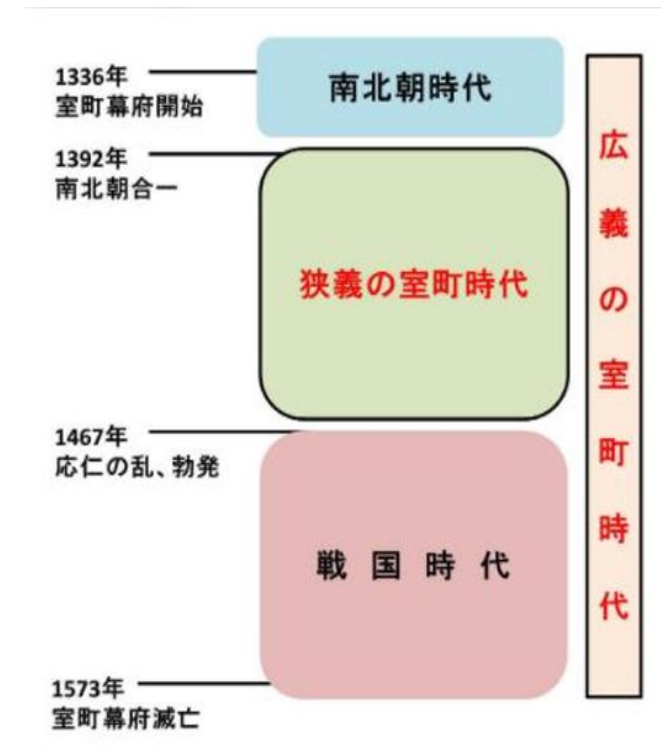 1336年
室町幕府開始
南北朝時代
1392年
南北朝合一
狭義の室町時代
1467年
応仁の乱、勃発
戦国時代
1573年
室町幕府滅亡
広義の室町時代